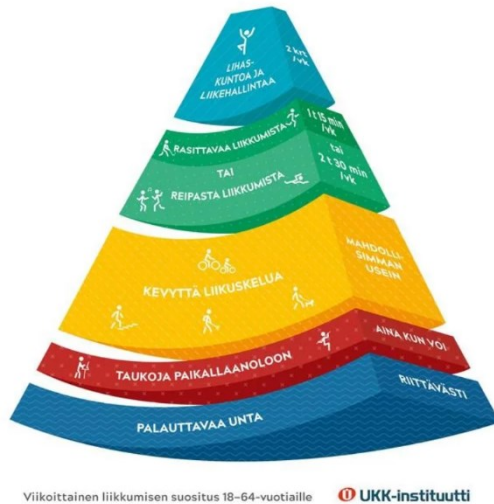 LIHAS-
KUNTOA JA
LIIKEHALLINTAA
2 krt
/vk
RASITTAVAA LIIKKUMISTA
1 t 15 min
/vk
TAI
tai
REIPASTA LIIKKUMISTA
2 t 30 min
/vk
KEVYTTÄ LIIKUSKELUA
MAHDOLLI-
SIMMAN
USEIN
TAUKOJA PAIKALLAANOLOON
AINA KUN VOI
PALAUTTAVAA UNTA
RIITTÄVÄSTI
Viikoittainen liikkumisen suositus 18–64-vuotiaille
UKK-instituutti